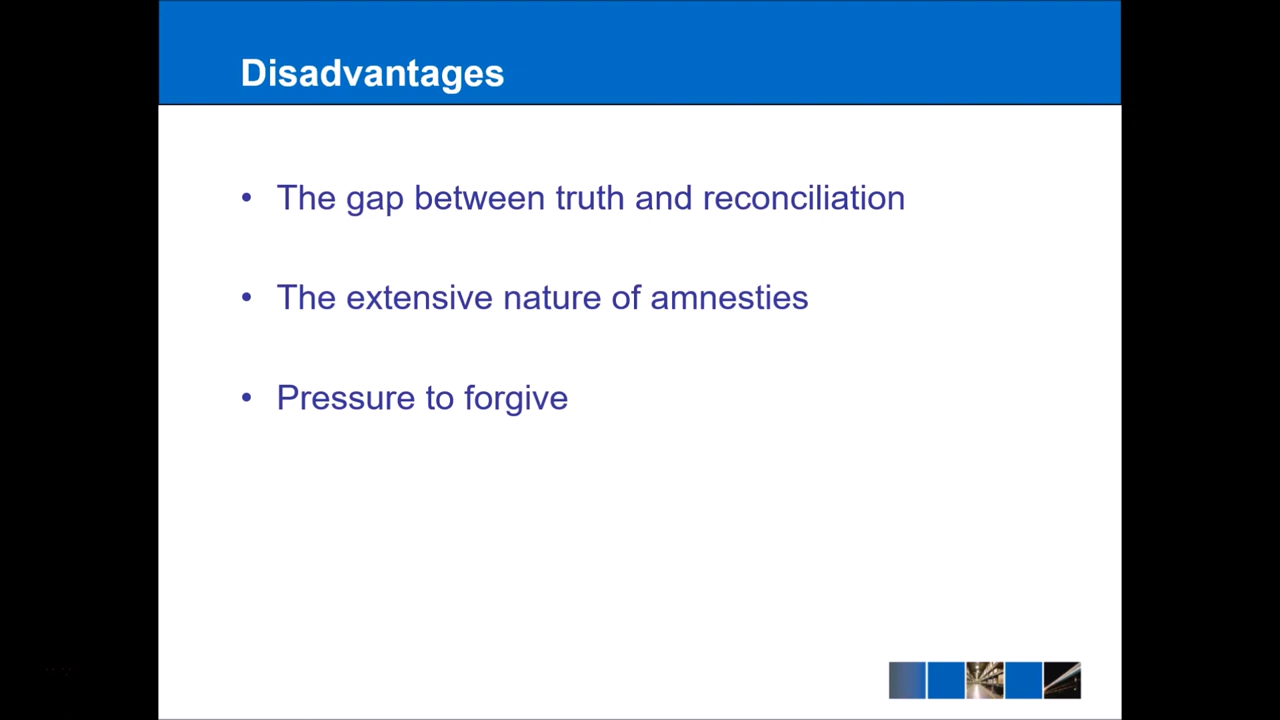 Disadvantages
• The gap between truth and reconciliation
• The extensive nature of amnesties
• Pressure to forgive